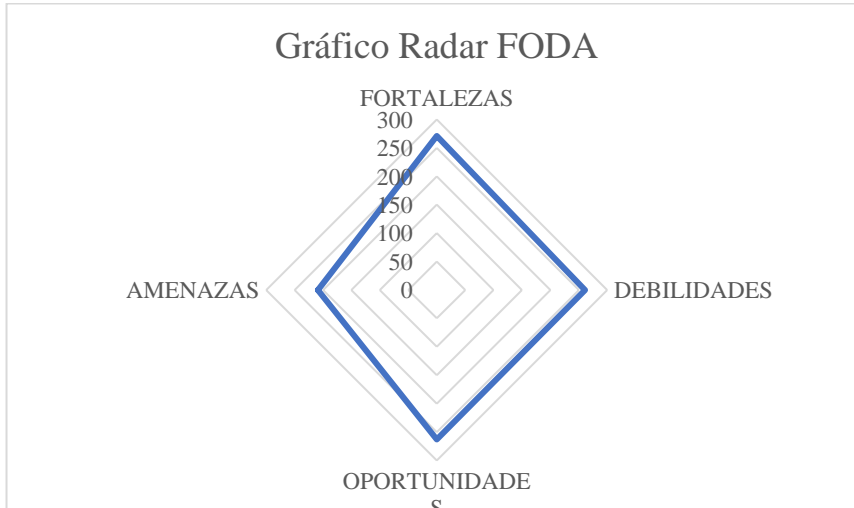 Gráfico Radar FODA
FORTALEZAS
300
250
200
150
100
50
0
AMENAZAS
DEBILIDADES
OPORTUNIDADE
S